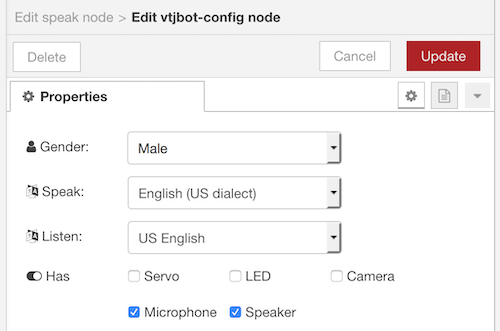 Edit speak node > Edit vtjbot-config node
Delete Cancel Update
Properties
Gender: Male
Speak: English (US dialect)
Listen: US English
Has Servo LED Camera
Microphone Speaker